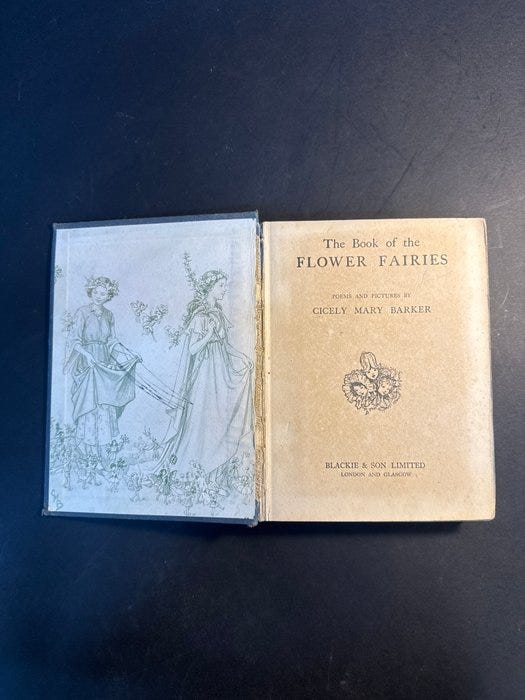 The Book of the
FLOWER FAIRIES
POEMS AND PICTURES BY
CICELY MARY BARKER
BLACKIE & SON LIMITED
LONDON AND GLASGOW